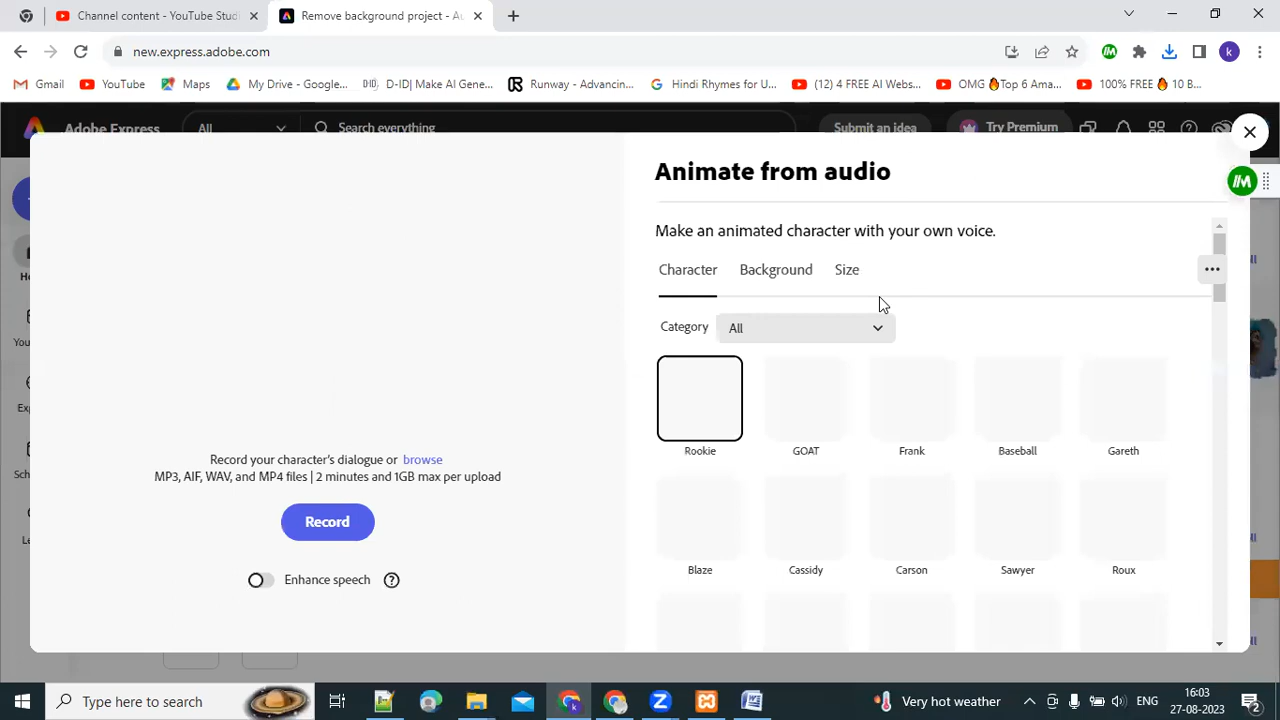 Channel content - YouTube Studi
Remove background project - Ad
new.express.adobe.com
k
Gmail
YouTube
Maps
My Drive - Google...
D-ID| Make AI Gene...
Runway - Advancin...
Hindi Rhymes for U...
(12) 4 FREE AI Webs...
OMG 🔥Top 6 Ama...
100% FREE 🔥 10 B...
Adobe Express
All
Search everything
Submit an idea
Try Premium
Animate from audio
Make an animated character with your own voice.
Character
Background
Size
Category
All
Rookie
GOAT
Frank
Baseball
Gareth
Record your character's dialogue or browse
MP3, AIF, WAV, and MP4 files | 2 minutes and 1GB max per upload
Blaze
Cassidy
Carson
Sawyer
Roux
Record
Enhance speech
Type here to search
Very hot weather
ENG
16:03
27-08-2023
2